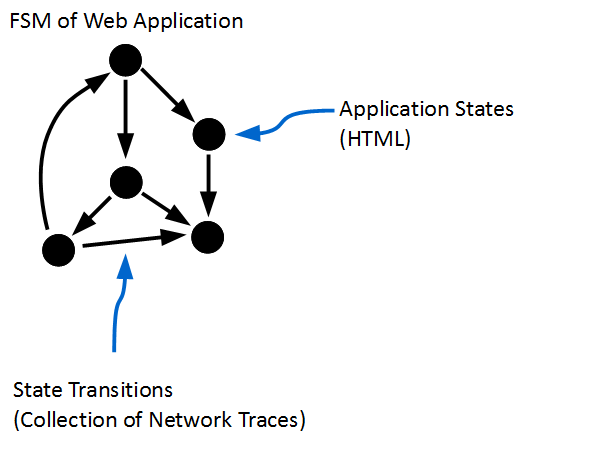 FSM of Web Application
Application States
(HTML)
State Transitions
(Collection of Network Traces)